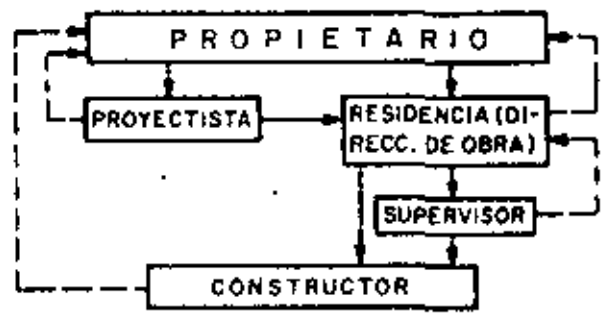 PROPIETARIO
PROYECTISTA
RESIDENCIA (DI-
RECC. DE OBRA)
SUPERVISOR
CONSTRUCTOR